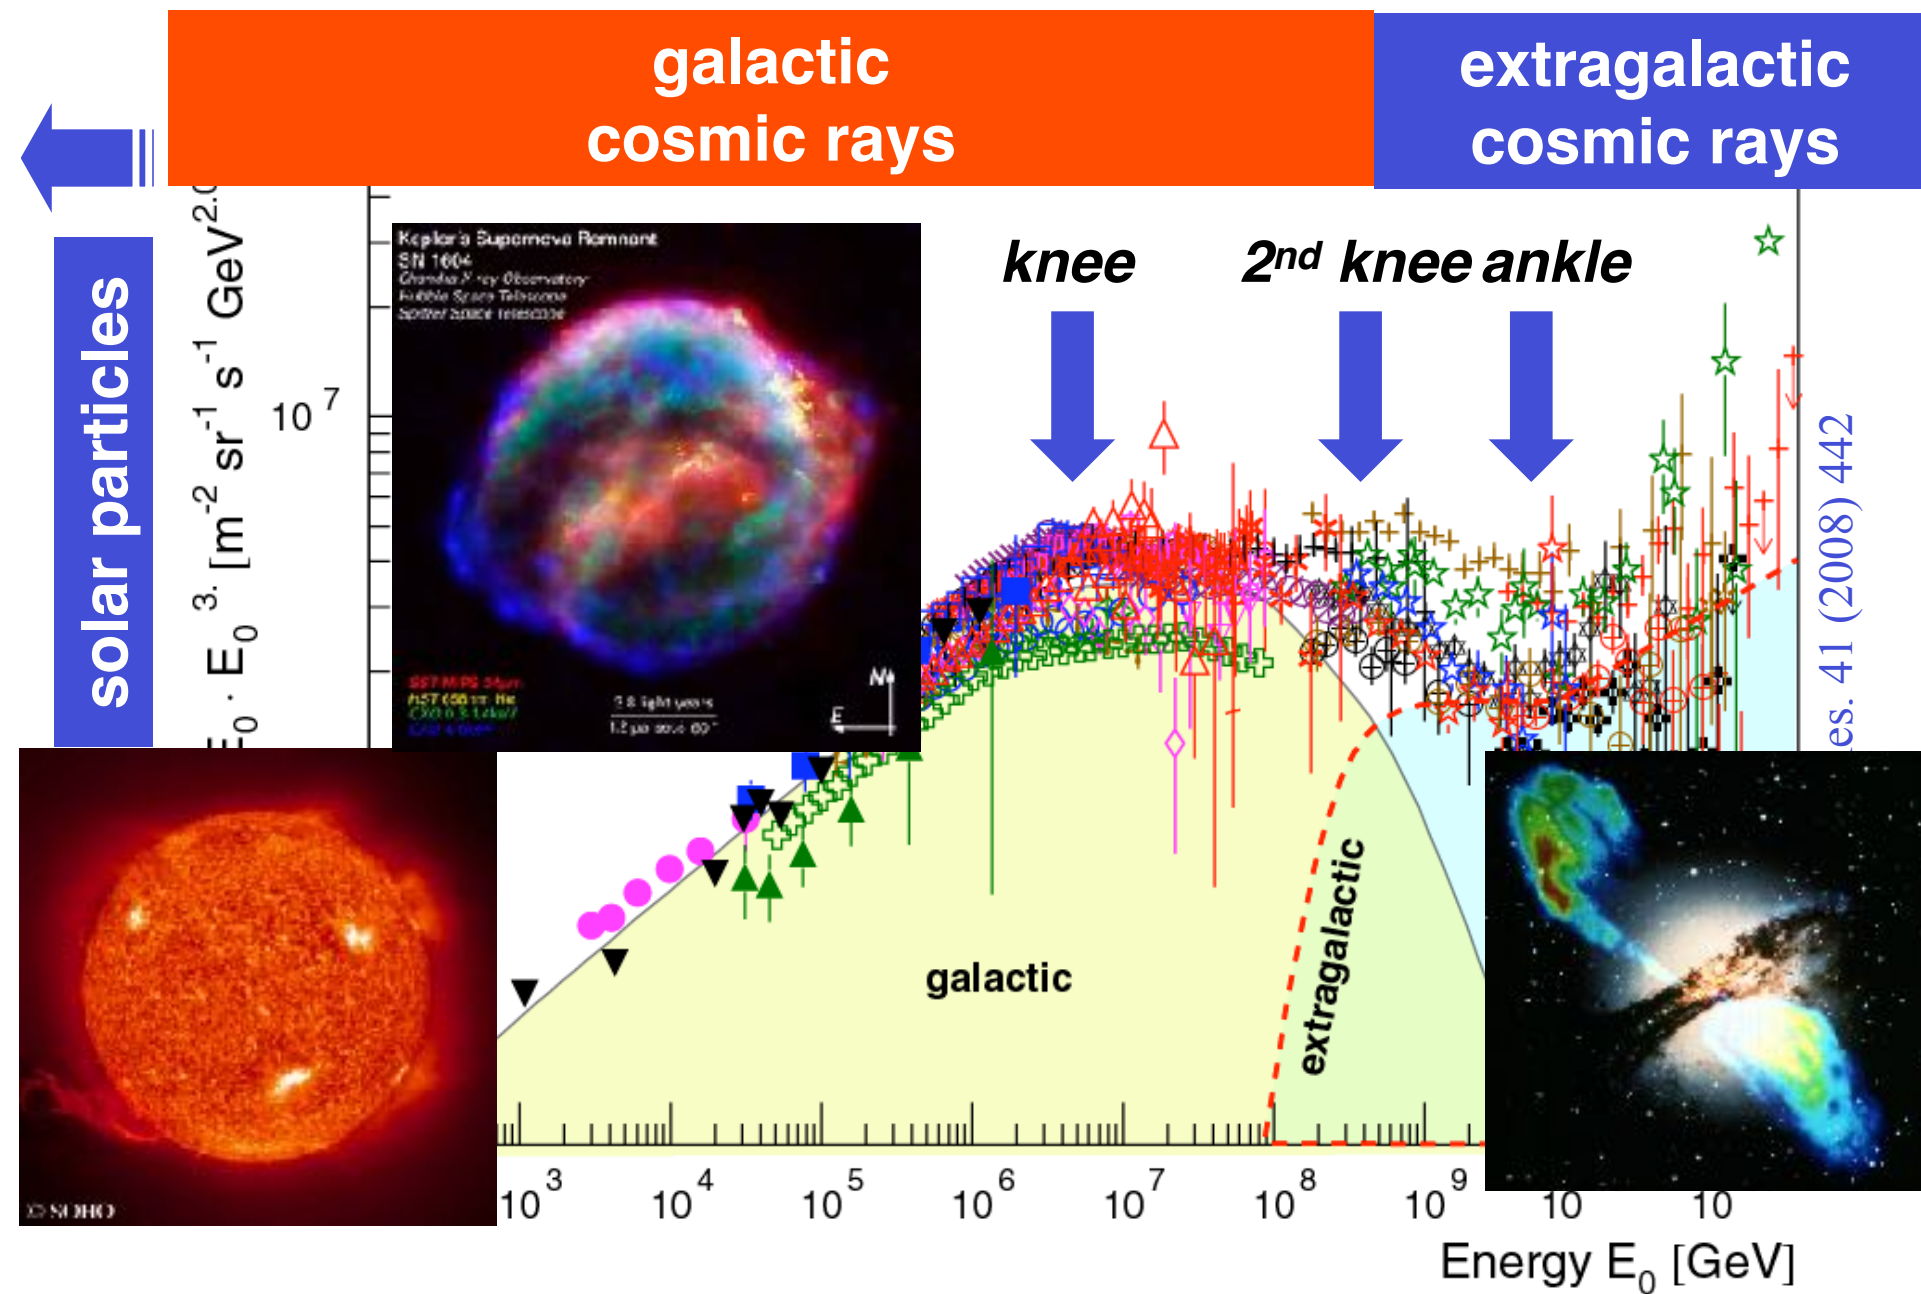 galactic
cosmic rays
extragalactic
cosmic rays
solar particles
E₀ · E₀ ^3. [m^-2 sr^-1 s^-1 GeV^2.0
10^7
Kepler's Supernova Remnant
SN 1604
Chandra X-ray Observatory
Hubble Space Telescope
Spitzer Space Telescope
N
E
knee
2nd knee
ankle
es. 41 (2008) 442
galactic
extragalactic
© SOHO
10^3
10^4
10^5
10^6
10^7
10^8
10^9
10
10
Energy E₀ [GeV]